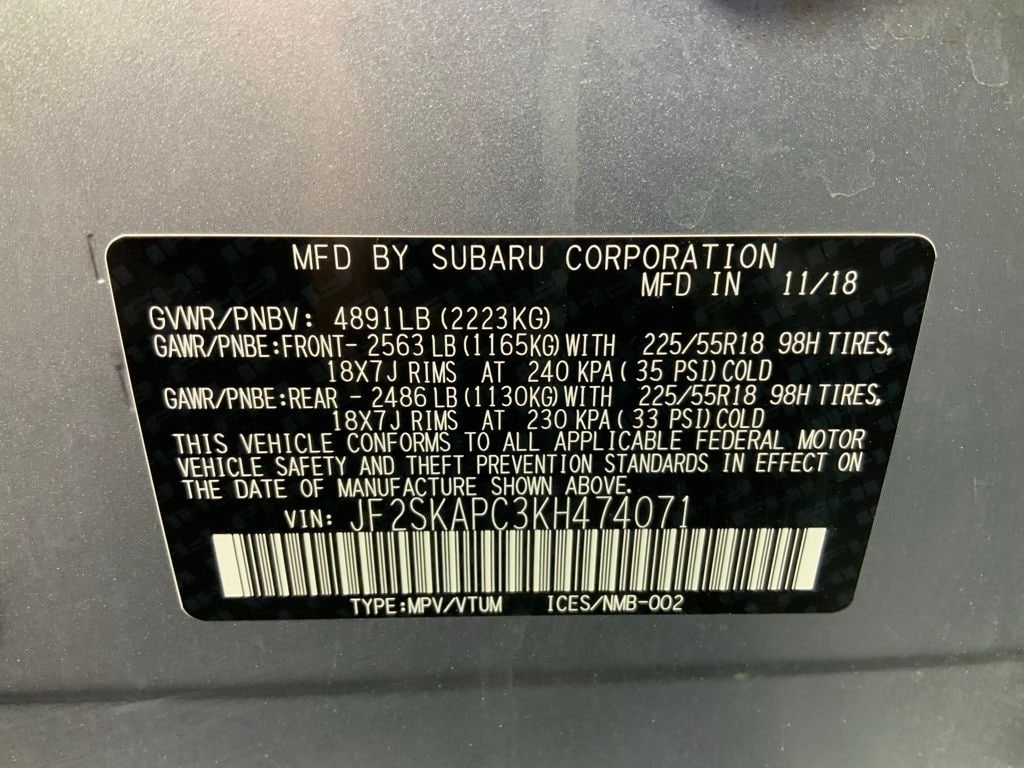 MFD BY SUBARU CORPORATION
MFD IN 11/18
GVWR/PNBV: 4891LB (2223KG)
GAWR/PNBE:FRONT- 2563 LB (1165KG) WITH 225/55R18 98H TIRES,
18X7J RIMS AT 240 KPA( 35 PSI)COLD
GAWR/PNBE:REAR - 2486 LB (1130KG) WITH 225/55R18 98H TIRES,
18X7J RIMS AT 230 KPA( 33 PSI)COLD
THIS VEHICLE CONFORMS TO ALL APPLICABLE FEDERAL MOTOR
VEHICLE SAFETY AND THEFT PREVENTION STANDARDS IN EFFECT ON
THE DATE OF MANUFACTURE SHOWN ABOVE.
VIN: JF2SKAPC3KH474071
TYPE:MPV/VTUM ICES/NMB-002